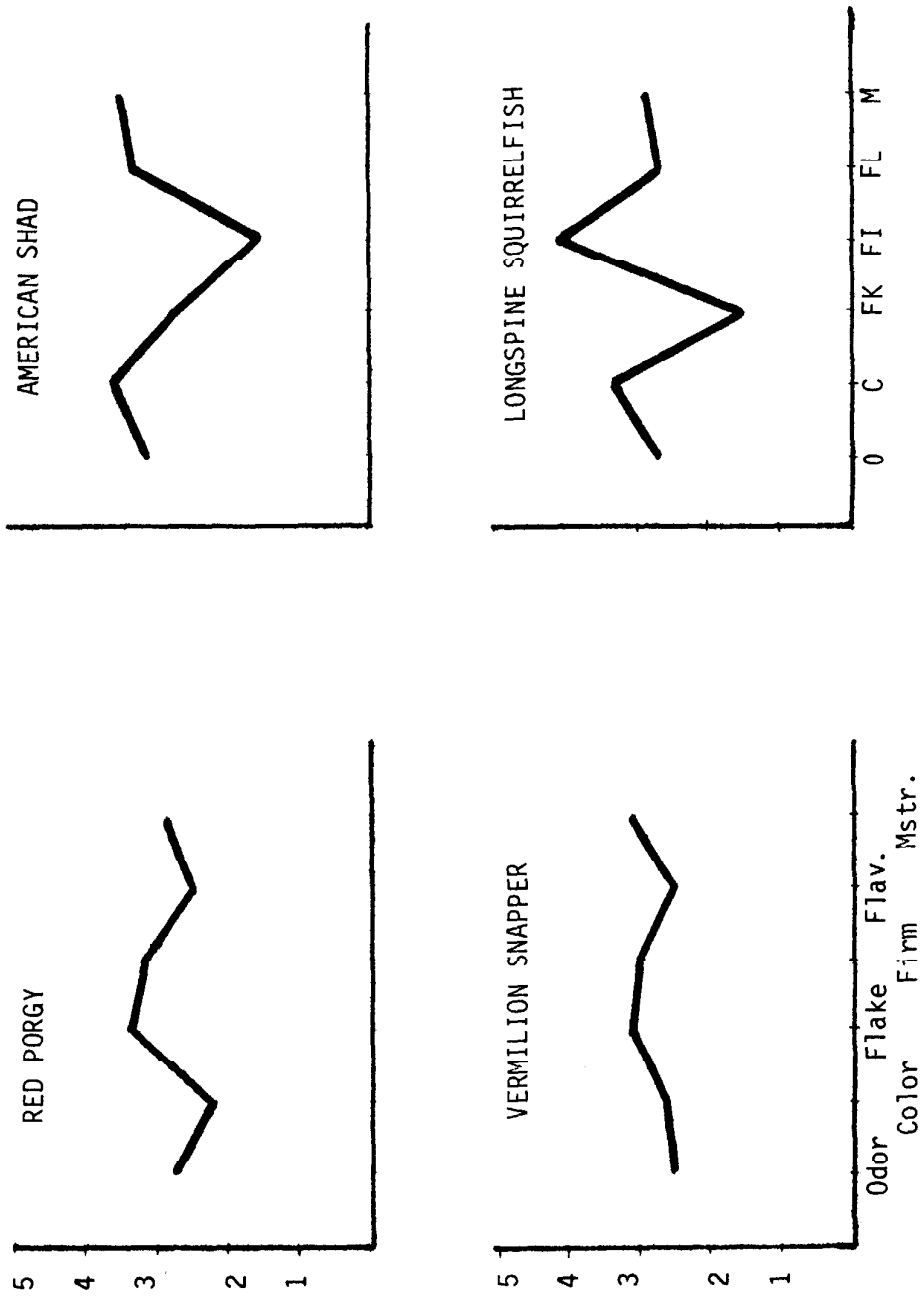 RED PORGY
AMERICAN SHAD
5
4
3
2
1
VERMILION SNAPPER
LONGSPINE SQUIRRELFISH
5
4
3
2
1
Odor Flake Flav.
Color Firm Mstr.
O C FK FI FL M